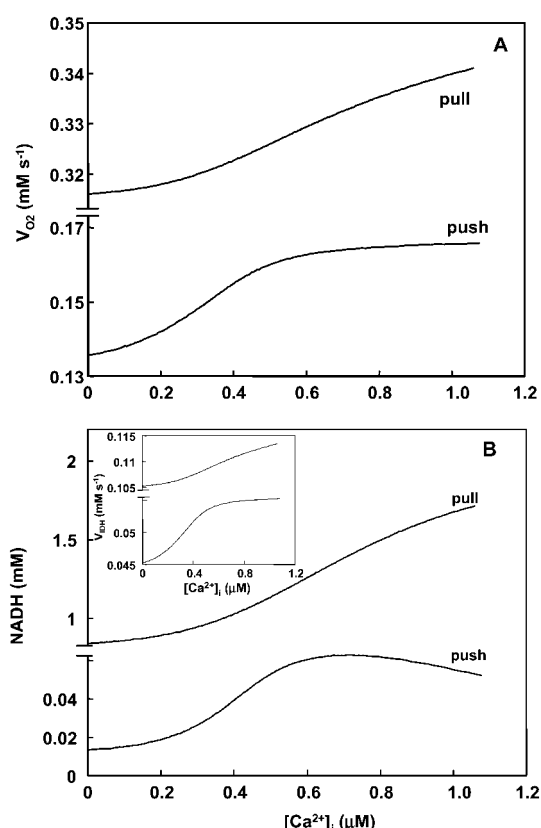 0.35
A
0.34
pull
0.33
0.32
V_O2 (mM s⁻¹)
0.17
push
0.15
0.13
0 0.2 0.4 0.6 0.8 1.0 1.2
B
2
0.115
0.111
0.105
V_IDH (mM s⁻¹)
0.05
0.045
0 0.4 0.8 1.2
[Ca²⁺]ᵢ (μM)
pull
1.5
NADH (mM)
1
push
0.04
0.02
0
0 0.2 0.4 0.6 0.8 1.0 1.2
[Ca²⁺]ᵢ (μM)